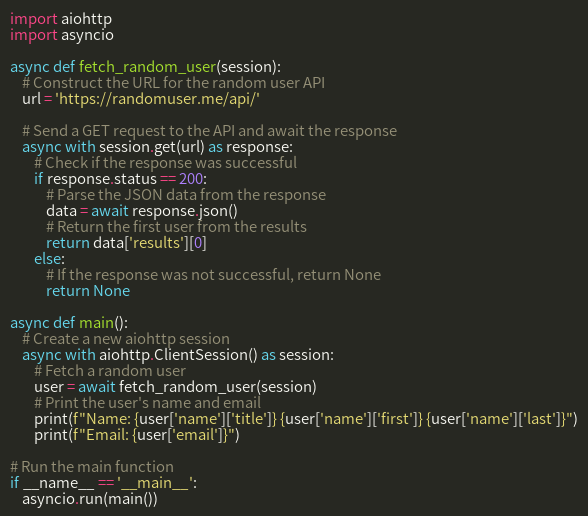 import aiohttp
import asyncio

async def fetch_random_user(session):
    # Construct the URL for the random user API
    url = 'https://randomuser.me/api/'

    # Send a GET request to the API and await the response
    async with session.get(url) as response:
        # Check if the response was successful
        if response.status == 200:
            # Parse the JSON data from the response
            data = await response.json()
            # Return the first user from the results
            return data['results'][0]
        else:
            # If the response was not successful, return None
            return None

async def main():
    # Create a new aiohttp session
    async with aiohttp.ClientSession() as session:
        # Fetch a random user
        user = await fetch_random_user(session)
        # Print the user's name and email
        print(f"Name: {user['name']['title']} {user['name']['first']} {user['name']['last']}")
        print(f"Email: {user['email']}")

# Run the main function
if __name__ == '__main__':
    asyncio.run(main())